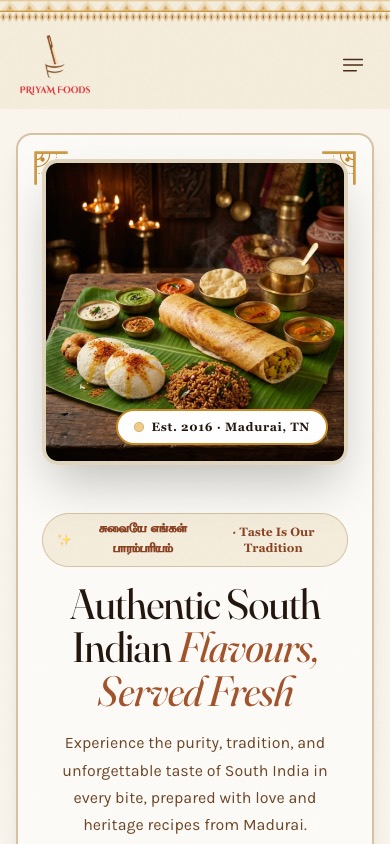 PRIYAM FOODS
Est. 2016 · Madurai, TN
✨ சுவையே எங்கள் · Taste Is Our
பாரம்பரியம் Tradition
Authentic South
Indian Flavours,
Served Fresh
Experience the purity, tradition, and
unforgettable taste of South India in
every bite, prepared with love and
heritage recipes from Madurai.